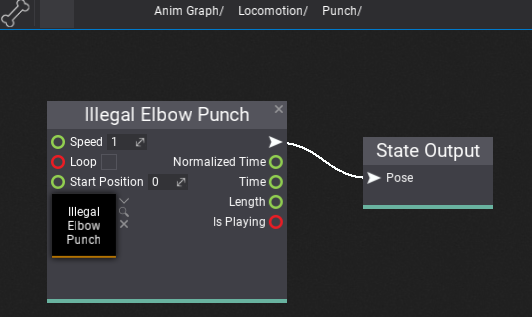 Anim Graph/ Locomotion/ Punch/
Illegal Elbow Punch
Speed 1
Loop
Normalized Time
Start Position 0
Time
Length
Is Playing
Illegal
Elbow
Punch
State Output
Pose